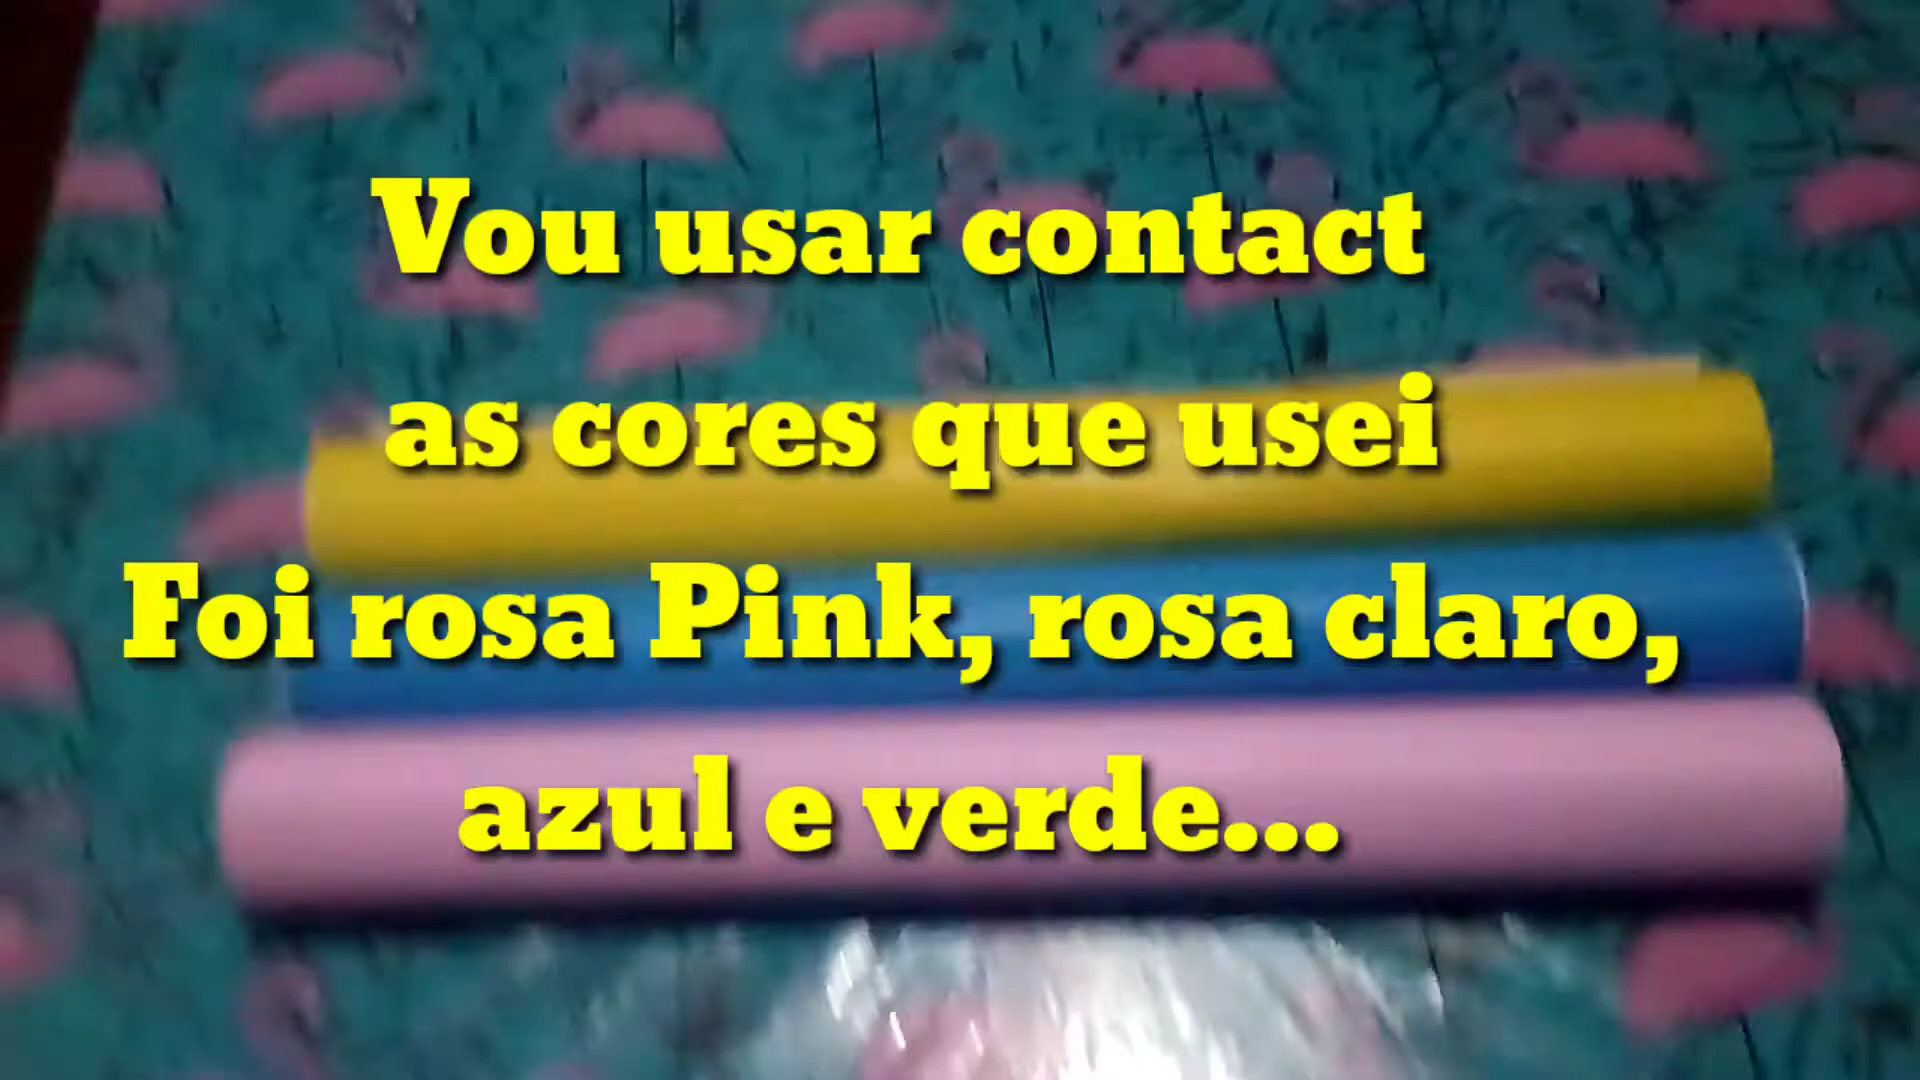 Vou usar contact
as cores que usei
Foi rosa Pink, rosa claro,
azul e verde...